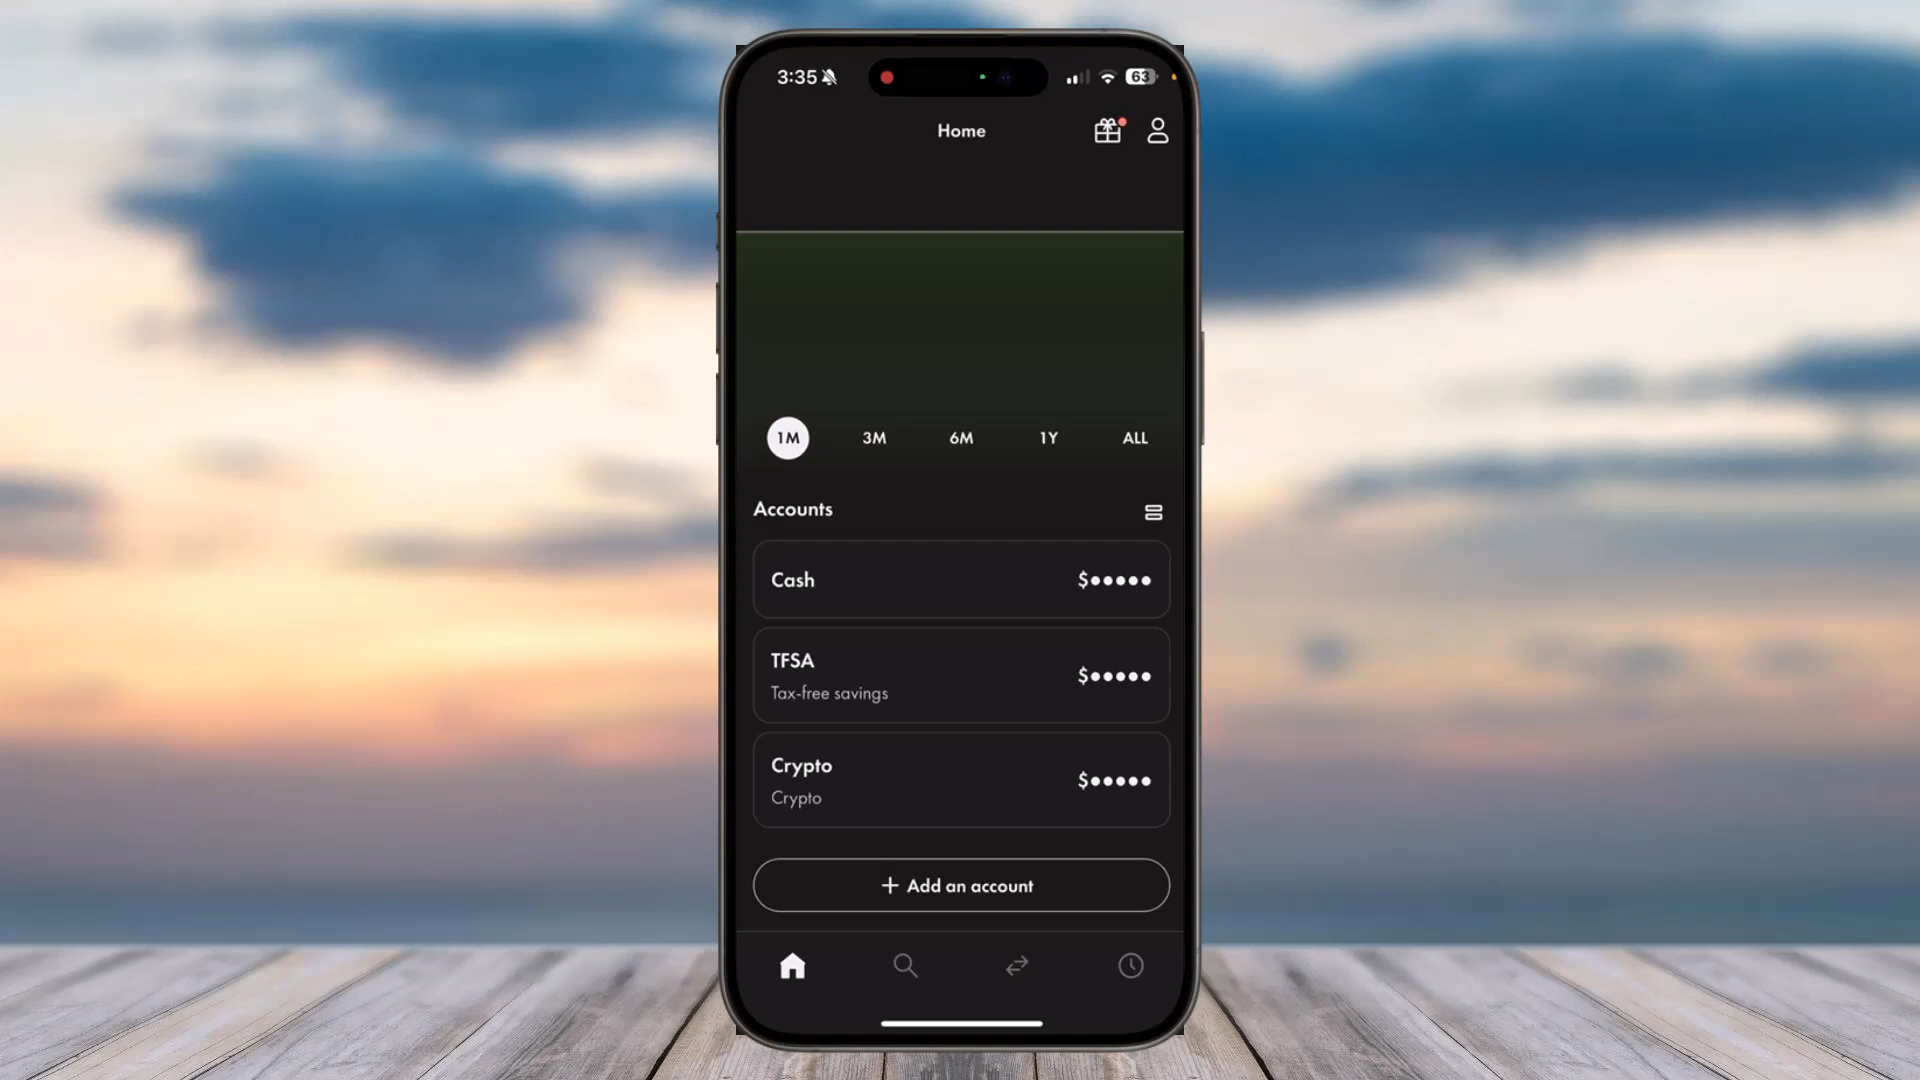 3:35
63
Home
1M 3M 6M 1Y ALL
Accounts
Cash $●●●●●
TFSA $●●●●●
Tax-free savings
Crypto $●●●●●
Crypto
+ Add an account